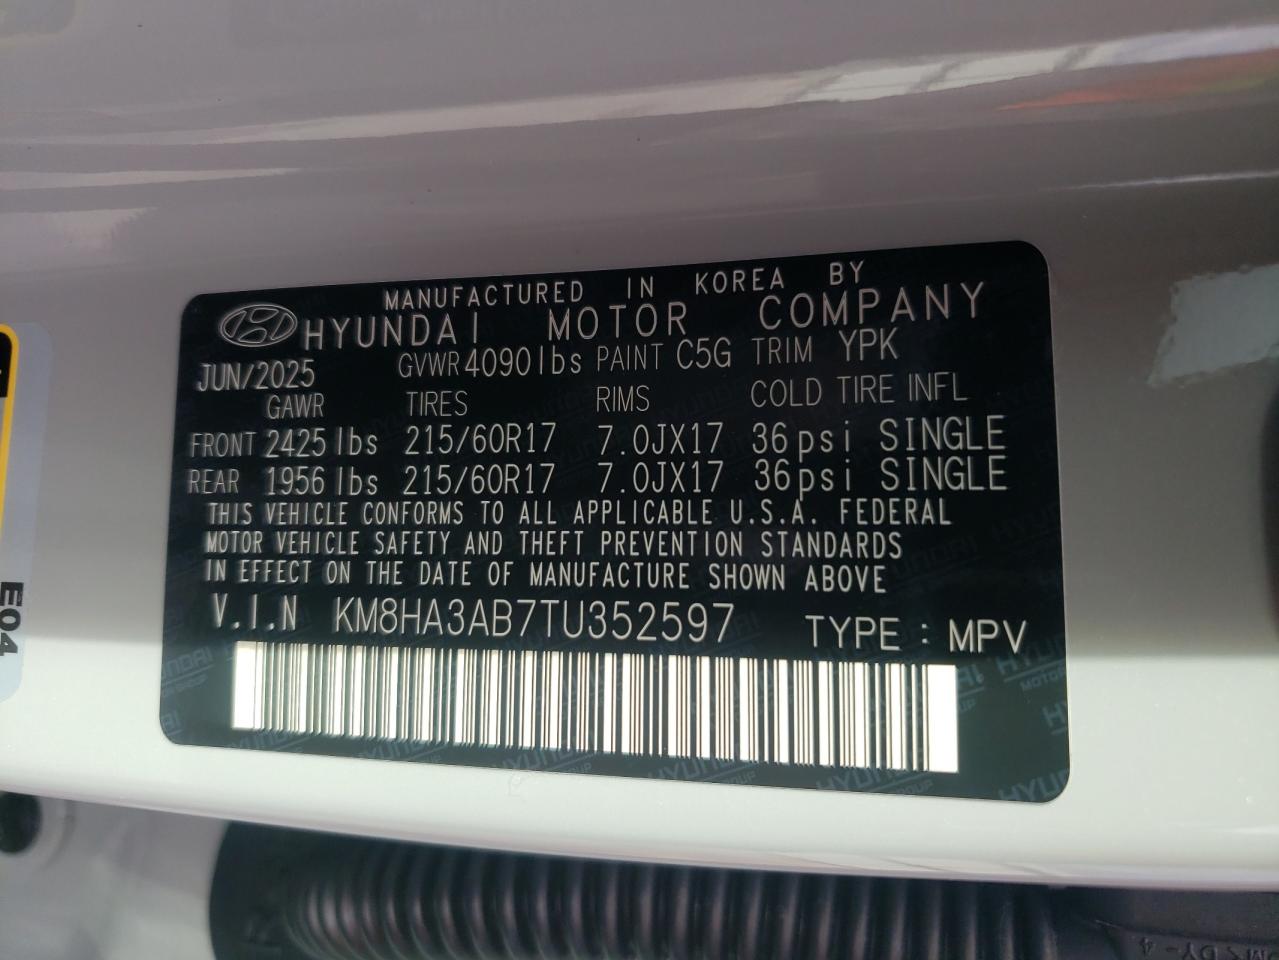 MANUFACTURED IN KOREA BY
HYUNDAI MOTOR COMPANY
JUN/2025 GVWR 4090 lbs PAINT C5G TRIM YPK
GAWR TIRES RIMS COLD TIRE INFL
FRONT 2425 lbs 215/60R17 7.0JX17 36 psi SINGLE
REAR 1956 lbs 215/60R17 7.0JX17 36 psi SINGLE
THIS VEHICLE CONFORMS TO ALL APPLICABLE U.S.A. FEDERAL
MOTOR VEHICLE SAFETY AND THEFT PREVENTION STANDARDS
IN EFFECT ON THE DATE OF MANUFACTURE SHOWN ABOVE
V.I.N KM8HA3AB7TU352597 TYPE : MPV
E04